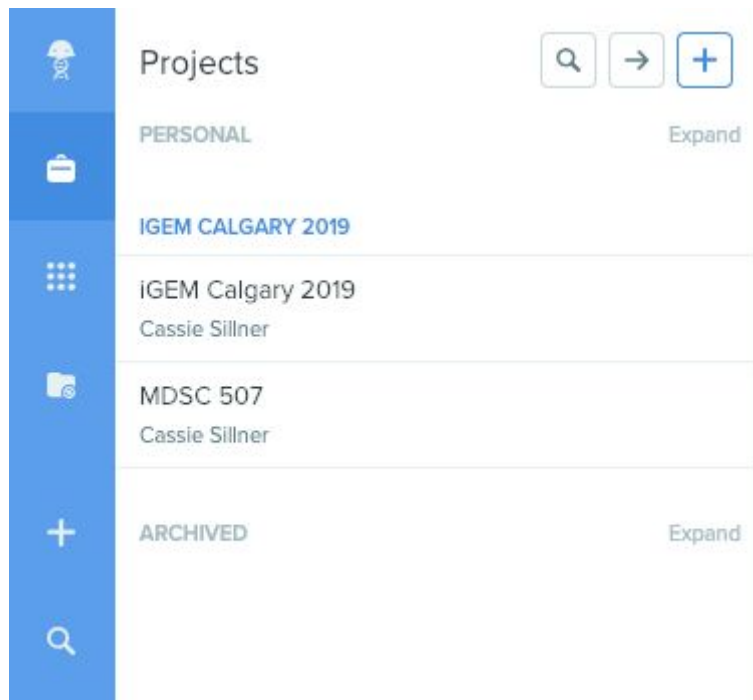 Projects
PERSONAL Expand
IGEM CALGARY 2019
iGEM Calgary 2019
Cassie Sillner
MDSC 507
Cassie Sillner
ARCHIVED Expand